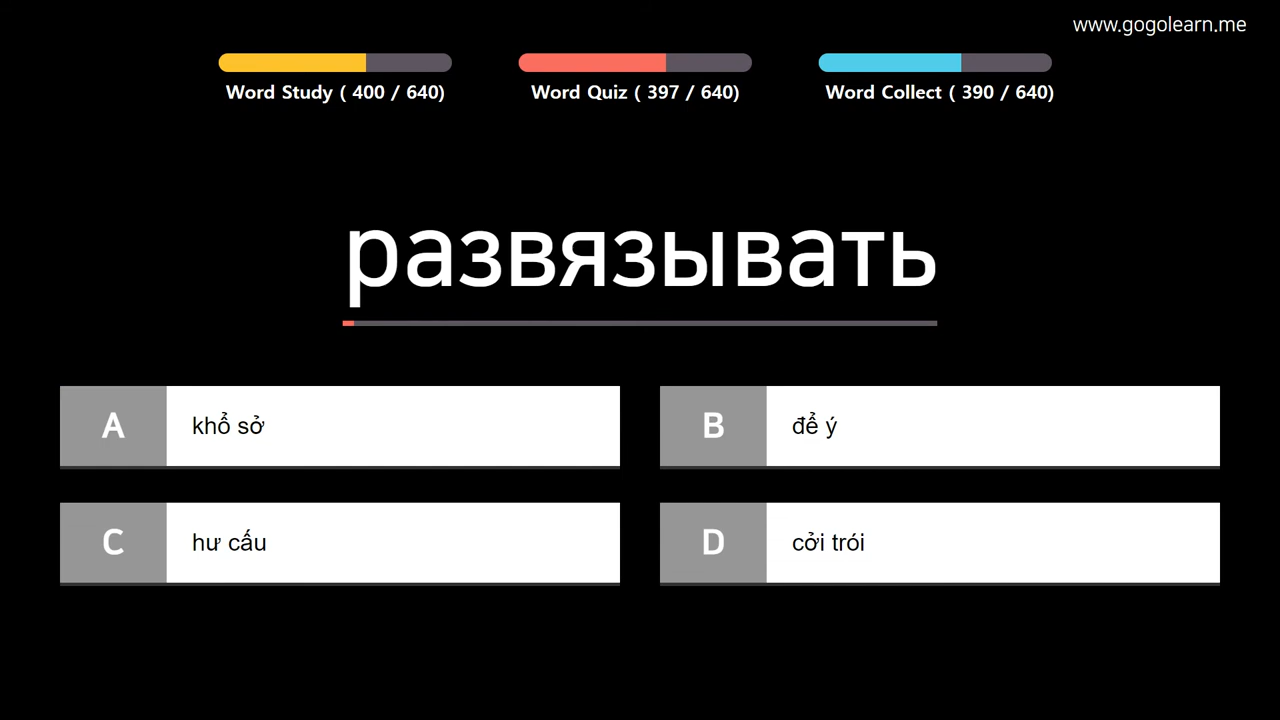 www.gogolearn.me
Word Study ( 400 / 640)
Word Quiz ( 397 / 640)
Word Collect ( 390 / 640)
развязывать
A khổ sở
B để ý
C hư cấu
D cởi trói